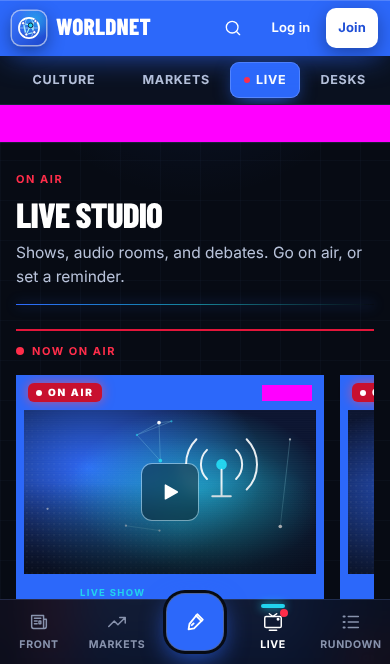 WORLDNET
Log in
Join
CULTURE
MARKETS
LIVE
DESKS
ON AIR
LIVE STUDIO
Shows, audio rooms, and debates. Go on air, or
set a reminder.
NOW ON AIR
ON AIR
LIVE SHOW
FRONT
MARKETS
LIVE
RUNDOWN